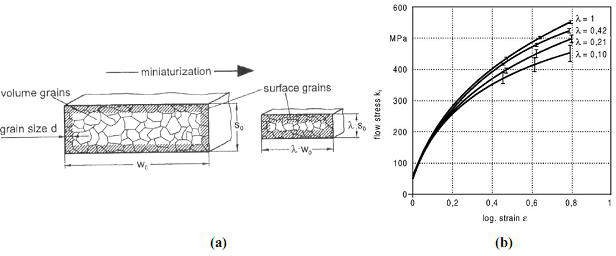 miniaturization
volume grains
surface grains
grain size d
s₀
λ·s₀
w₀
λ·w₀
(a)
600
MPa
400
300
200
100
0
flow stress kf
0
0,2
0,4
0,6
0,8
1
log. strain ε
λ = 1
λ = 0,42
λ = 0,21
λ = 0,10
(b)